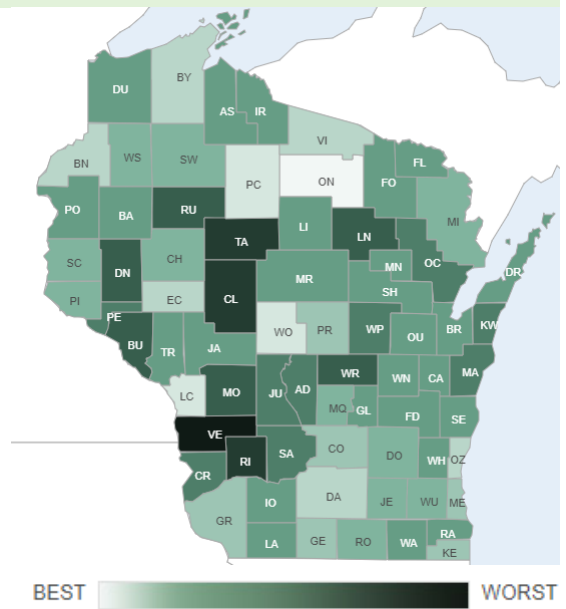 DU
BY
AS
IR
VI
BN
WS
SW
PC
ON
FO
FL
PO
BA
RU
LI
MI
TA
LN
OC
SC
DN
CH
MN
DR
CL
MR
SH
PI
EC
PE
WO
PR
WP
OU
BR
KW
BU
TR
JA
LC
MO
JU
AD
WR
WN
CA
MA
MQ
GL
FD
SE
VE
CR
RI
SA
CO
DO
WH
OZ
GR
IO
DA
JE
WU
ME
LA
GE
RO
WA
RA
KE
BEST WORST